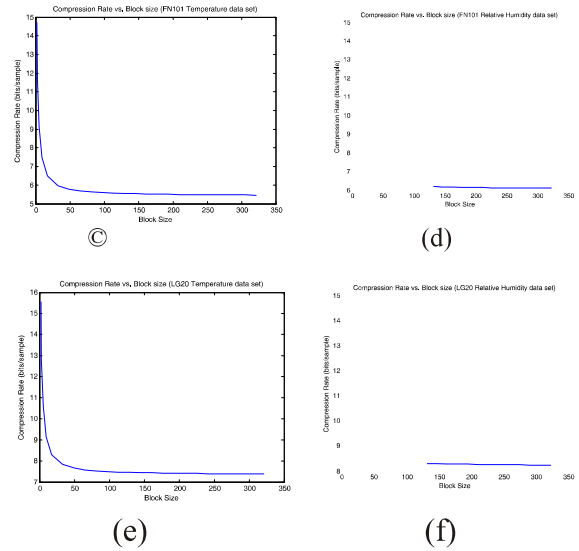 Compression Rate vs. Block size (FN101 Temperature data set)
15
14
13
12
11
10
9
8
7
6
5
Compression Rate (bits/sample)
0 50 100 150 200 250 300 350
Block Size
©
Compression Rate vs. Block size (FN101 Relative Humidity data set)
15
14
13
12
11
10
9
8
7
6
Compression Rate (bits/sample)
0 50 100 150 200 250 300 350
Block Size
(d)
Compression Rate vs. Block size (LG20 Temperature data set)
16
15
14
13
12
11
10
9
8
7
Compression Rate (bits/sample)
0 50 100 150 200 250 300 350
Block Size
(e)
Compression Rate vs. Block size (LG20 Relative Humidity data set)
15
14
13
12
11
10
9
8
Compression Rate (bits/sample)
0 50 100 150 200 250 300 350
Block Size
(f)